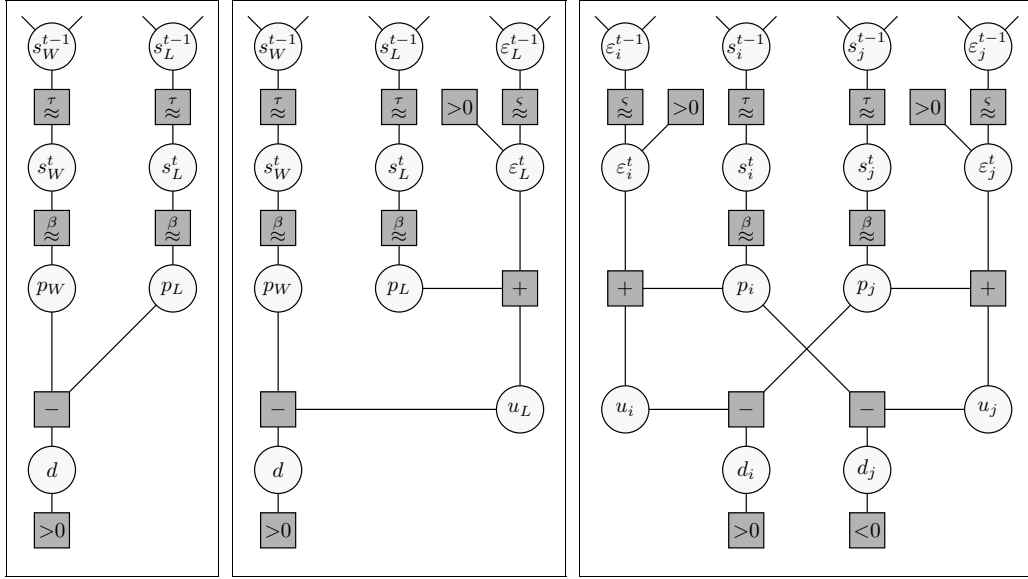 s_W^{t-1} s_L^{t-1}
τ≈ τ≈
s_W^t s_L^t
β≈ β≈
p_W p_L
−
d
>0
s_W^{t-1} s_L^{t-1} ε_L^{t-1}
τ≈ τ≈ >0 ς≈
s_W^t s_L^t ε_L^t
β≈ β≈
p_W p_L +
− u_L
d
>0
ε_i^{t-1} s_i^{t-1} s_j^{t-1} ε_j^{t-1}
ς≈ >0 τ≈ τ≈ >0 ς≈
ε_i^t s_i^t s_j^t ε_j^t
β≈ β≈
+ p_i p_j +
u_i − − u_j
d_i d_j
>0 <0